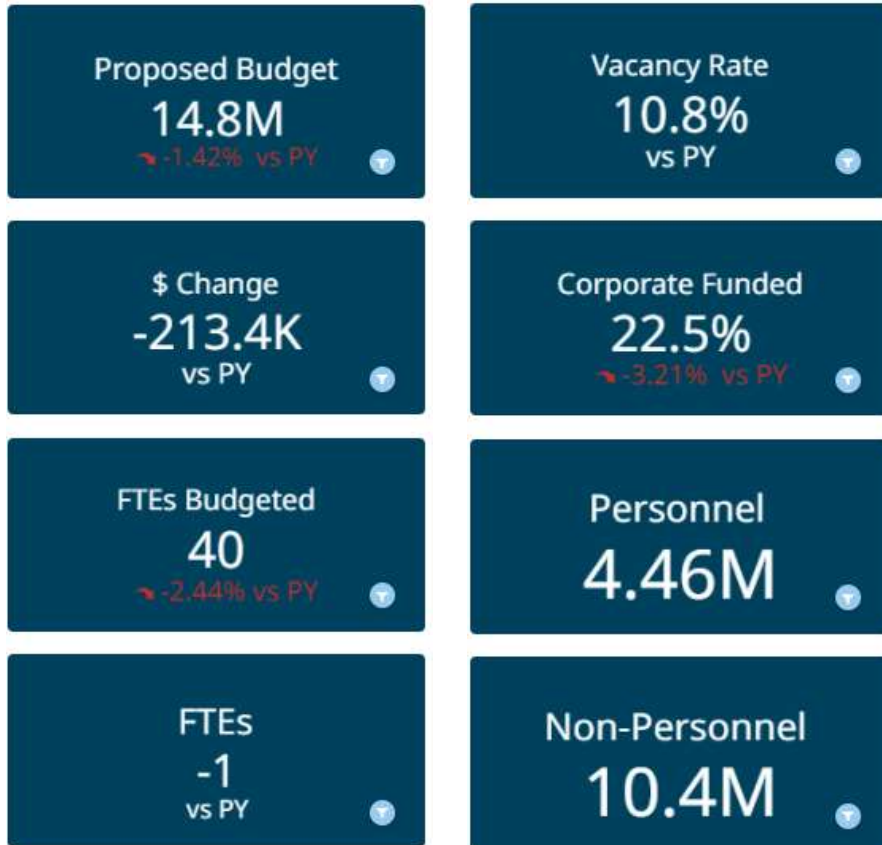 Proposed Budget
14.8M
-1.42% vs PY
Vacancy Rate
10.8%
vs PY
$ Change
-213.4K
vs PY
Corporate Funded
22.5%
-3.21% vs PY
FTEs Budgeted
40
-2.44% vs PY
Personnel
4.46M
FTEs
-1
vs PY
Non-Personnel
10.4M